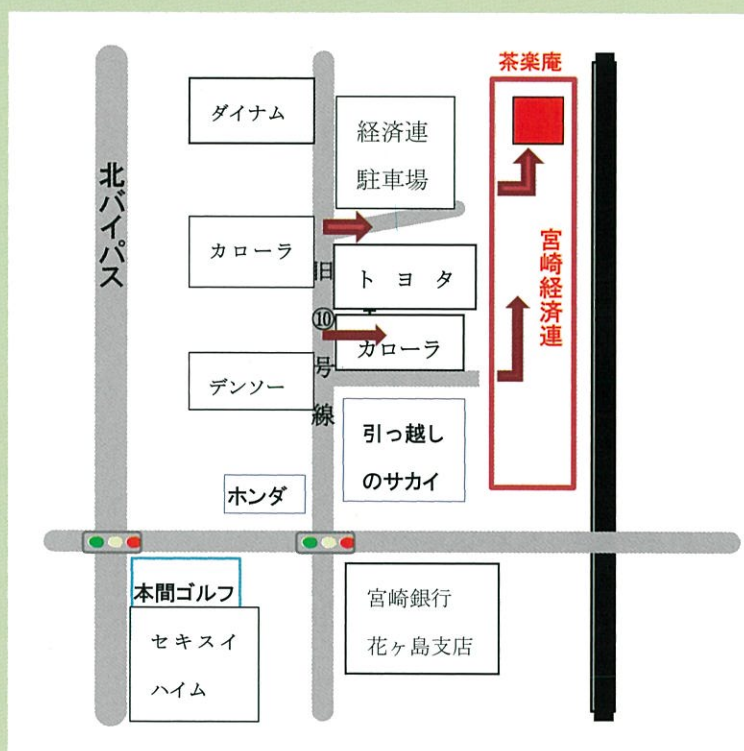 茶楽庵
ダイナム
経済連
駐車場
北バイパス
カローラ
旧⑩号線
トヨタ
宮崎経済連
カローラ
デンソー
引っ越し
のサカイ
ホンダ
本間ゴルフ
セキスイ
ハイム
宮崎銀行
花ヶ島支店